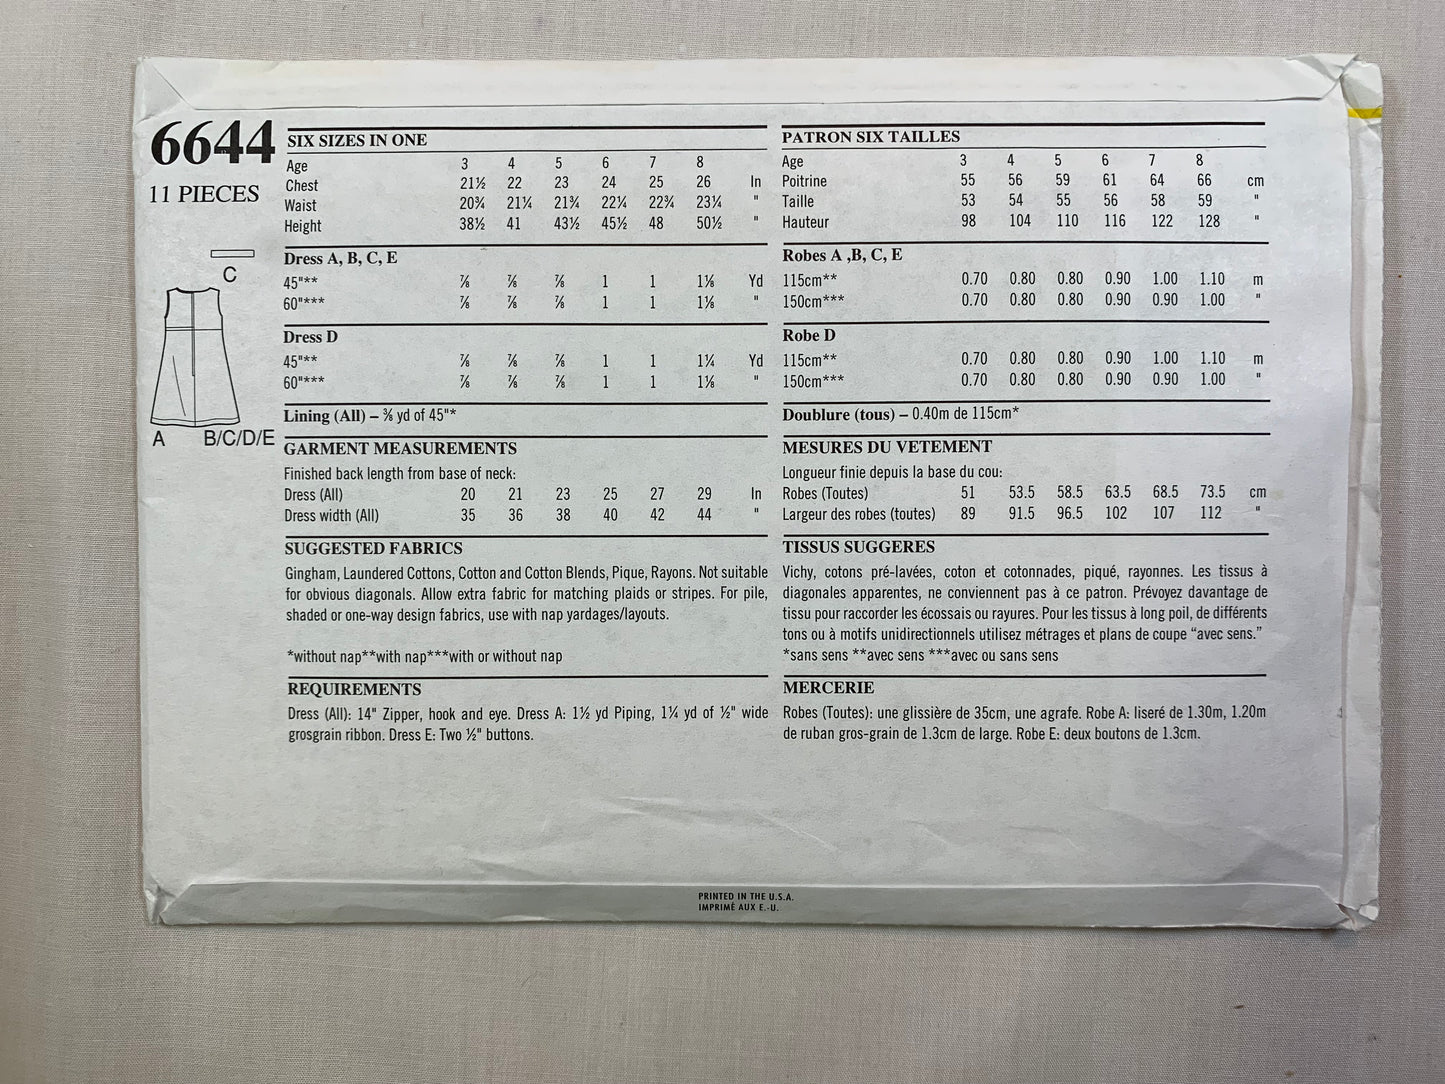 6644
11 PIECES
C
A B/C/D/E
SIX SIZES IN ONE
Age 3 4 5 6 7 8
Chest 21½ 22 23 24 25 26 In
Waist 20¾ 21¼ 21¾ 22¼ 22¾ 23¼ "
Height 38½ 41 43½ 45½ 48 50½ "
Dress A, B, C, E
45"** ⅞ ⅞ ⅞ 1 1 1⅛ Yd
60"*** ⅞ ⅞ ⅞ 1 1 1⅛ "
Dress D
45"** ⅞ ⅞ ⅞ 1 1 1¼ Yd
60"*** ⅞ ⅞ ⅞ 1 1 1⅛ "
Lining (All) – ⅜ yd of 45"*
GARMENT MEASUREMENTS
Finished back length from base of neck:
Dress (All) 20 21 23 25 27 29 In
Dress width (All) 35 36 38 40 42 44 "
SUGGESTED FABRICS
Gingham, Laundered Cottons, Cotton and Cotton Blends, Pique, Rayons. Not suitable
for obvious diagonals. Allow extra fabric for matching plaids or stripes. For pile,
shaded or one-way design fabrics, use with nap yardages/layouts.
*without nap**with nap***with or without nap
REQUIREMENTS
Dress (All): 14" Zipper, hook and eye. Dress A: 1½ yd Piping, 1¼ yd of ½" wide
grosgrain ribbon. Dress E: Two ½" buttons.
PATRON SIX TAILLES
Age 3 4 5 6 7 8
Poitrine 55 56 59 61 64 66 cm
Taille 53 54 55 56 58 59 "
Hauteur 98 104 110 116 122 128 "
Robes A ,B, C, E
115cm** 0.70 0.80 0.80 0.90 1.00 1.10 m
150cm*** 0.70 0.80 0.80 0.90 0.90 1.00 "
Robe D
115cm** 0.70 0.80 0.80 0.90 1.00 1.10 m
150cm*** 0.70 0.80 0.80 0.90 0.90 1.00 "
Doublure (tous) – 0.40m de 115cm*
MESURES DU VETEMENT
Longueur finie depuis la base du cou:
Robes (Toutes) 51 53.5 58.5 63.5 68.5 73.5 cm
Largeur des robes (toutes) 89 91.5 96.5 102 107 112 "
TISSUS SUGGERES
Vichy, cotons pré-lavées, coton et cotonnades, piqué, rayonnes. Les tissus à
diagonales apparentes, ne conviennent pas à ce patron. Prévoyez davantage de
tissu pour raccorder les écossais ou rayures. Pour les tissus à long poil, de différents
tons ou à motifs unidirectionnels utilisez métrages et plans de coupe "avec sens."
*sans sens **avec sens ***avec ou sans sens
MERCERIE
Robes (Toutes): une glissière de 35cm, une agrafe. Robe A: liseré de 1.30m, 1.20m
de ruban gros-grain de 1.3cm de large. Robe E: deux boutons de 1.3cm.
PRINTED IN THE U.S.A.
IMPRIMÉ AUX E.-U.